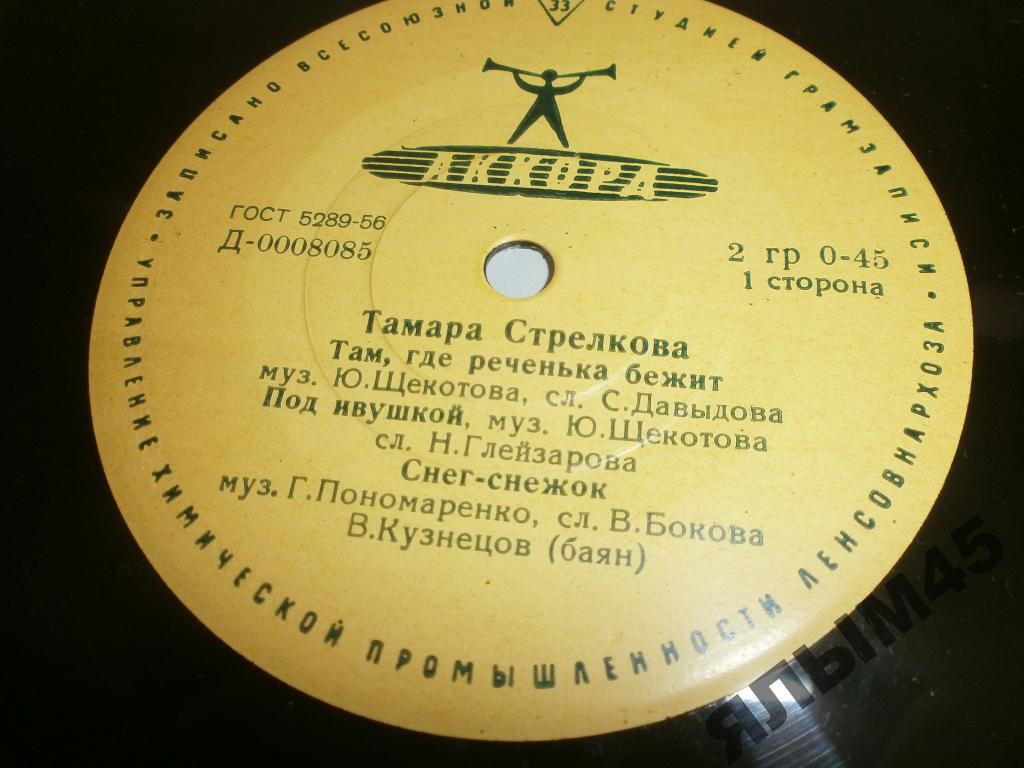 УПРАВЛЕНИЕ ХИМИЧЕСКОЙ ПРОМЫШЛЕННОСТИ ЛЕНСОВНАРХОЗА • ЗАПИСАНО ВСЕСОЮЗНОЙ СТУДИЕЙ ГРАМЗАПИСИ •
33
АККОРД
ГОСТ 5289-56
Д-0008085
2 гр 0-45
1 сторона
Тамара Стрелкова
Там, где реченька бежит
муз. Ю.Щекотова, сл. С.Давыдова
Под ивушкой, муз. Ю.Щекотова
сл. Н.Глейзарова
Снег-снежок
муз. Г.Пономаренко, сл. В.Бокова
В.Кузнецов (баян)
ЯЛЫМ45